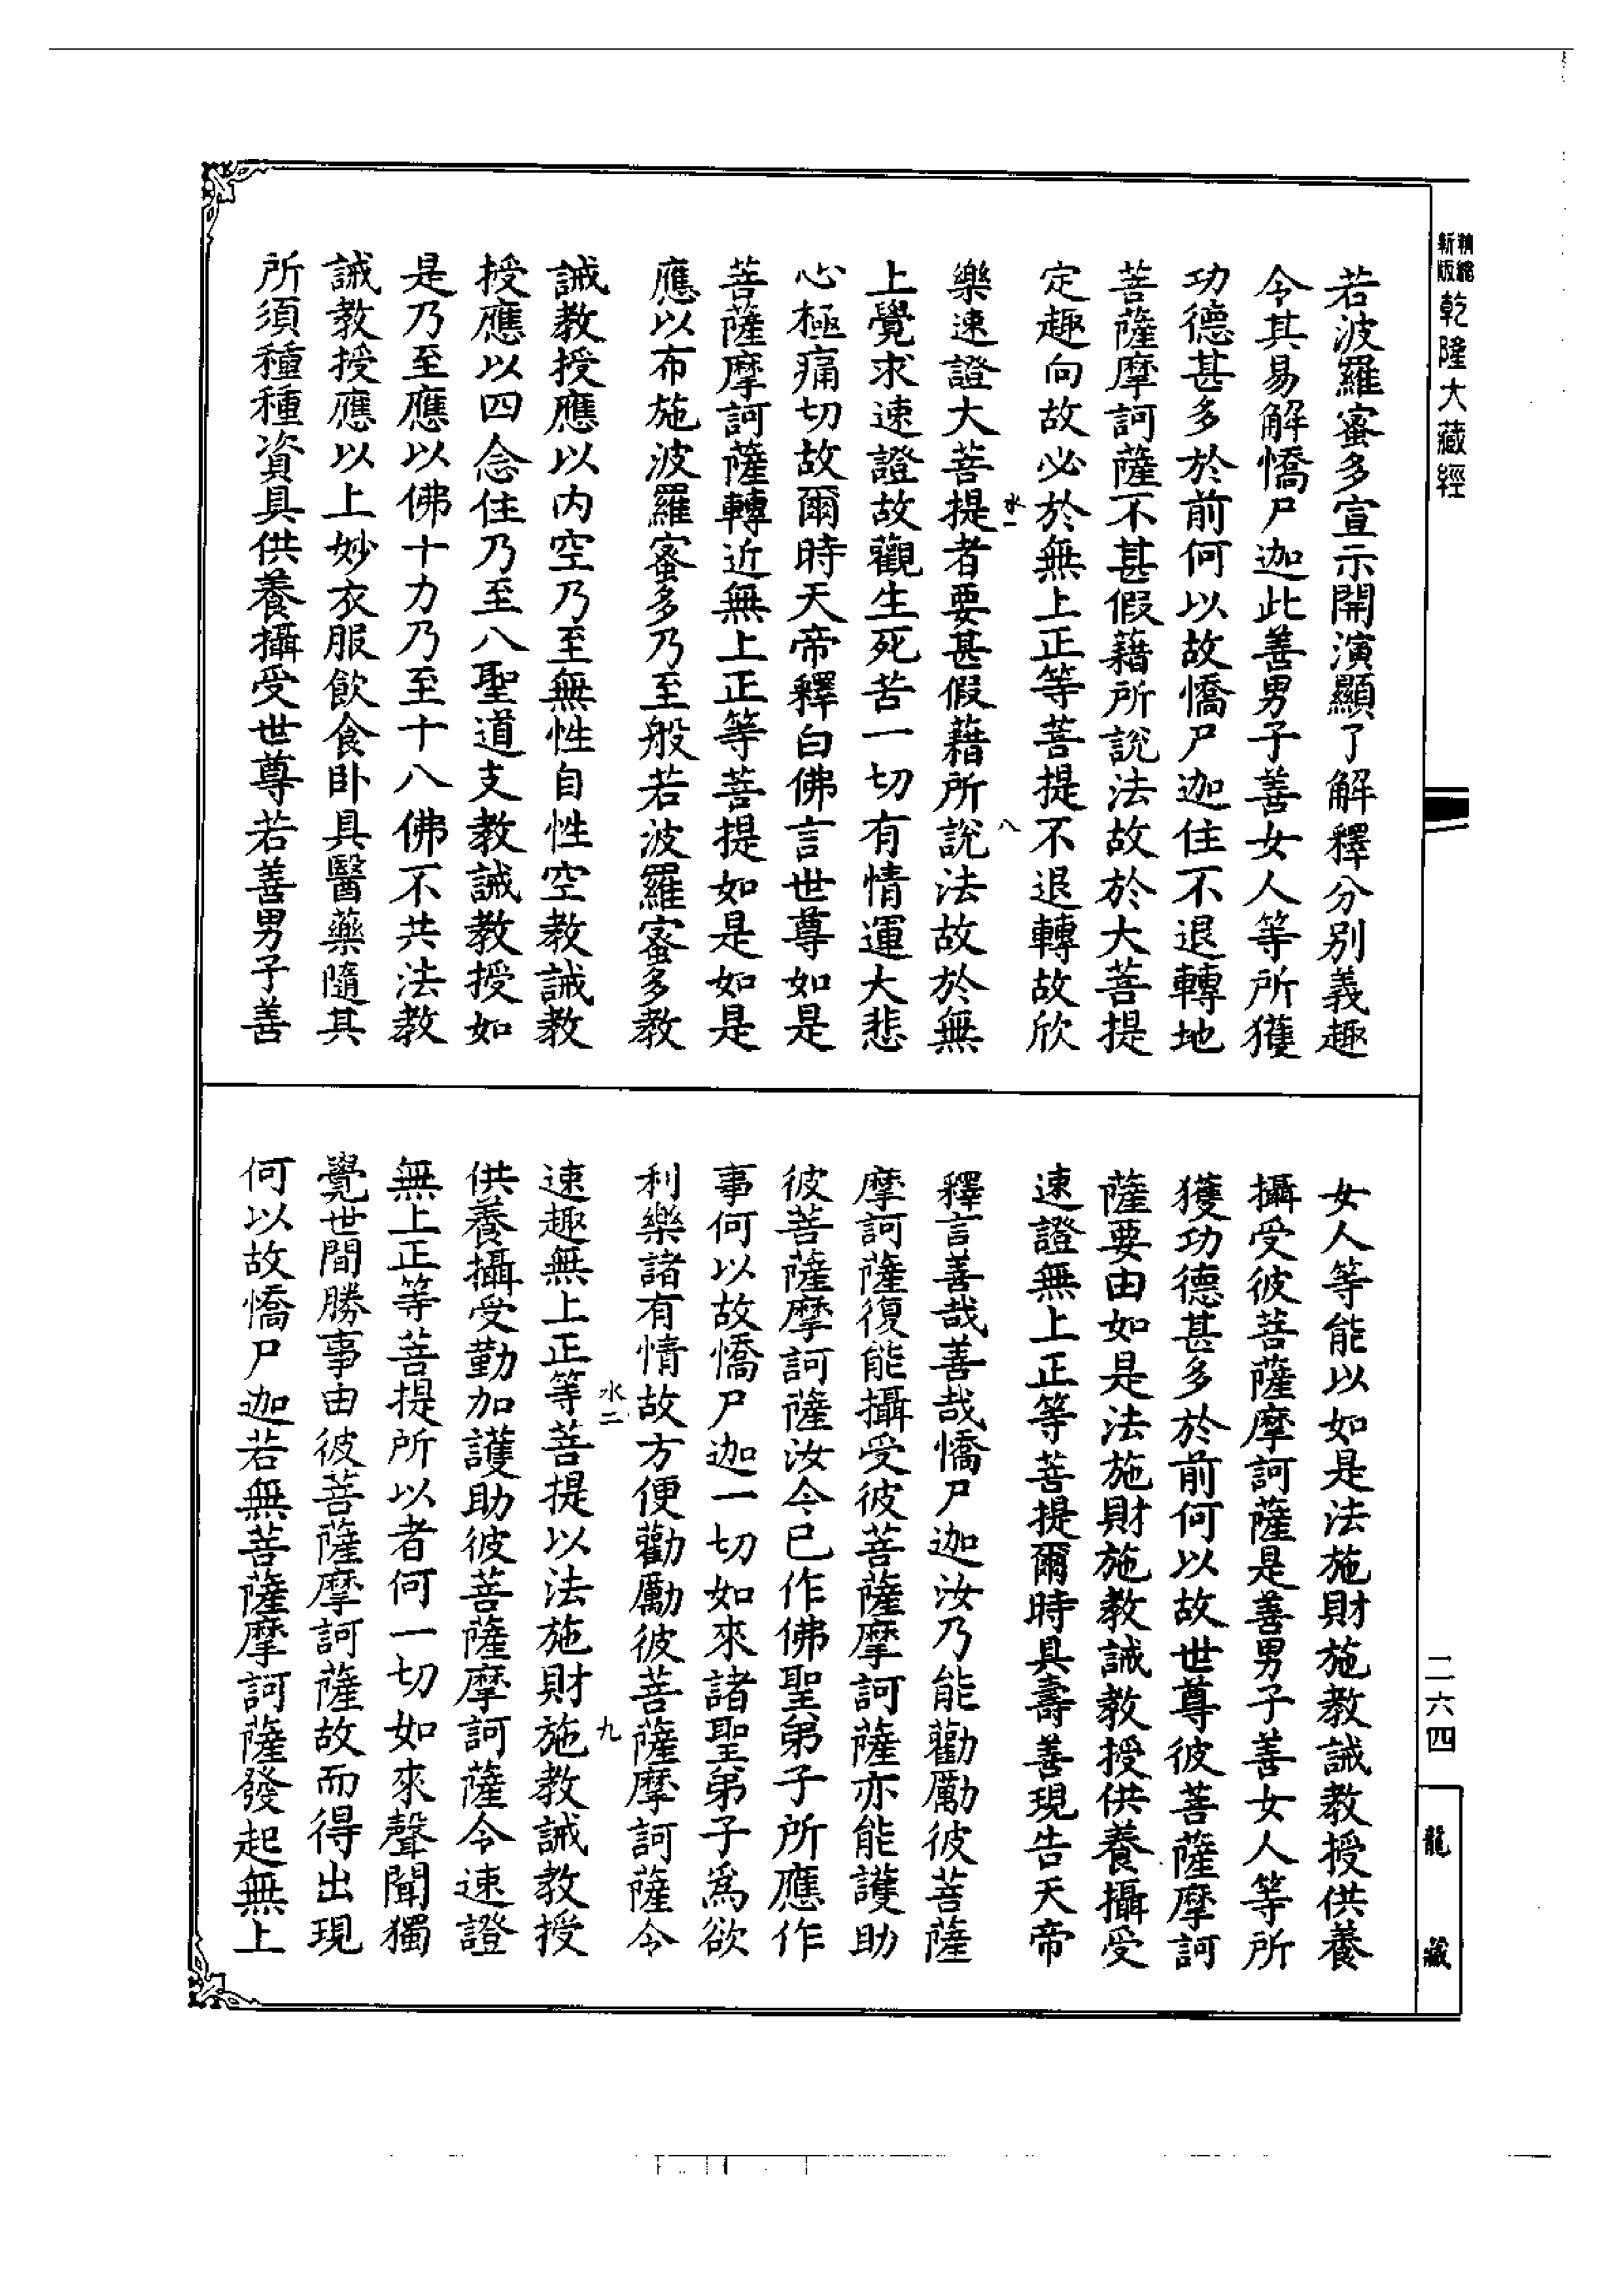 精縮新版乾隆大藏經
若波羅蜜多宣示開演顯了解釋分別義趣
令其易解憍尸迦此善男子善女人等所獲
功德甚多於前何以故憍尸迦住不退轉地
菩薩摩訶薩不甚假藉所說法故於大菩提
定趣向故必於無上正等菩提不退轉故欣
樂速證大菩提者要甚假藉所說法故於無
上覺求速證故觀生死苦一切有情運大悲
心極痛切故爾時天帝釋白佛言世尊如是
菩薩摩訶薩轉近無上正等菩提如是如是
應以布施波羅蜜多乃至般若波羅蜜多教
誡教授應以內空乃至無性自性空教誡教
授應以四念住乃至八聖道支教誡教授如
是乃至應以佛十力乃至十八佛不共法教
誡教授應以上妙衣服飲食臥具醫藥隨其
所須種種資具供養攝受世尊若善男子善
女人等能以如是法施財施教誡教授供養
攝受彼菩薩摩訶薩是善男子善女人等所
獲功德甚多於前何以故世尊彼菩薩摩訶
薩要由如是法施財施教誡教授供養攝受
速證無上正等菩提爾時具壽善現告天帝
釋言善哉善哉憍尸迦汝乃能勸勵彼菩薩
摩訶薩復能攝受彼菩薩摩訶薩亦能護助
彼菩薩摩訶薩汝今已作佛聖弟子所應作
事何以故憍尸迦一切如來諸聖弟子為欲
利樂諸有情故方便勸勵彼菩薩摩訶薩令
水二 九
速趣無上正等菩提以法施財施教誡教授
供養攝受勤加護助彼菩薩摩訶薩令速證
無上正等菩提所以者何一切如來聲聞獨
覺世間勝事由彼菩薩摩訶薩故而得出現
何以故憍尸迦若無菩薩摩訶薩發起無上
二六四
龍藏